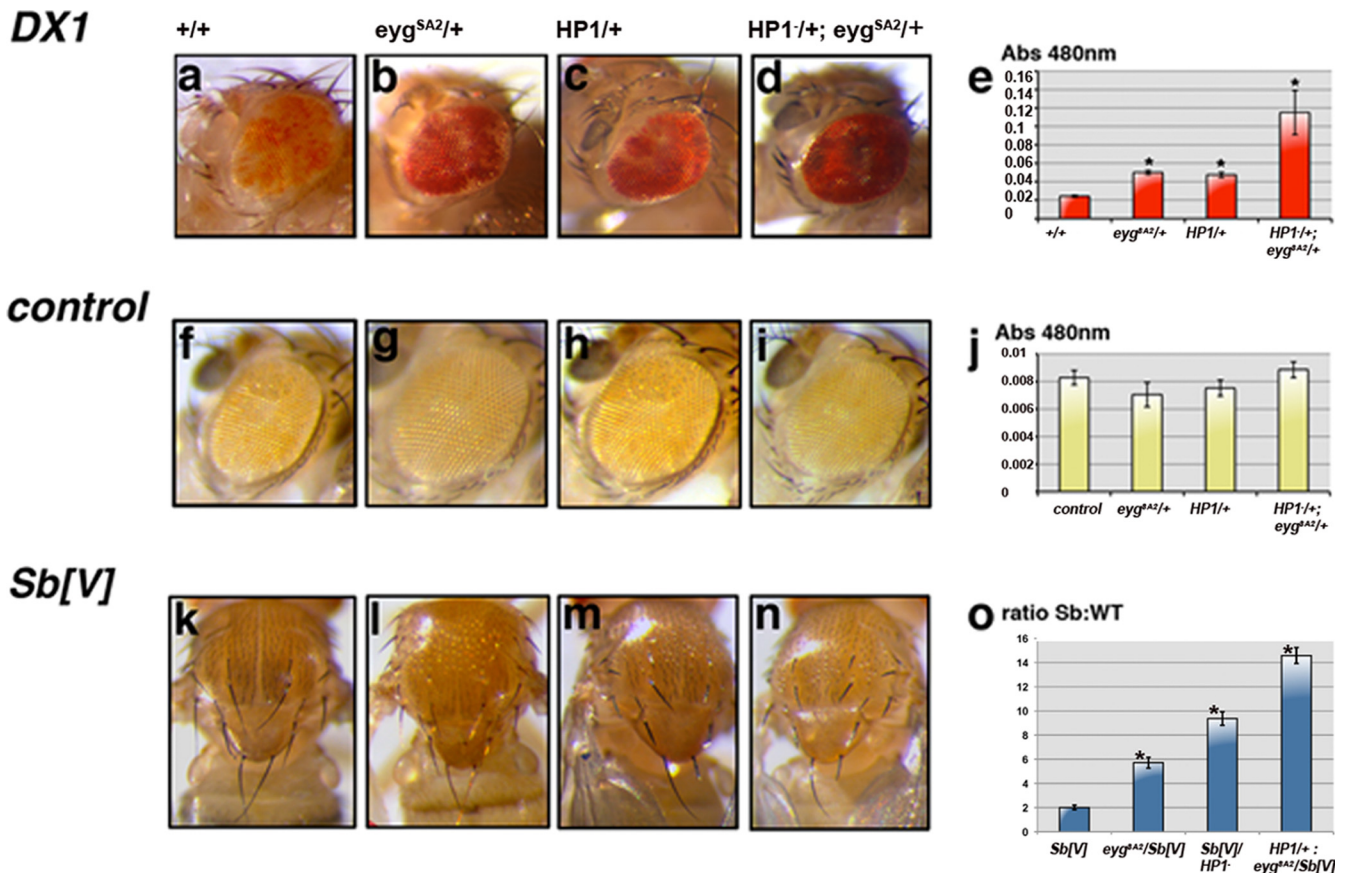 DX1
+/+
eygSA2/+
HP1/+
HP1-/+; eygSA2/+
a
b
c
d
e
Abs 480nm
0.16
0.14
0.12
0.1
0.08
0.06
0.04
0.02
0
+/+
eygSA2/+
HP1/+
HP1-/+;
eygSA2/+
control
f
g
h
i
j
Abs 480nm
0.01
0.008
0.006
0.004
0.002
0
control
eygSA2/+
HP1/+
HP1-/+;
eygSA2/+
Sb[V]
k
l
m
n
o
ratio Sb:WT
16
14
12
10
8
6
4
2
0
Sb[V]
eygSA2/Sb[V]
Sb[V]/
HP1-
HP1/+ :
eygSA2/Sb[V]